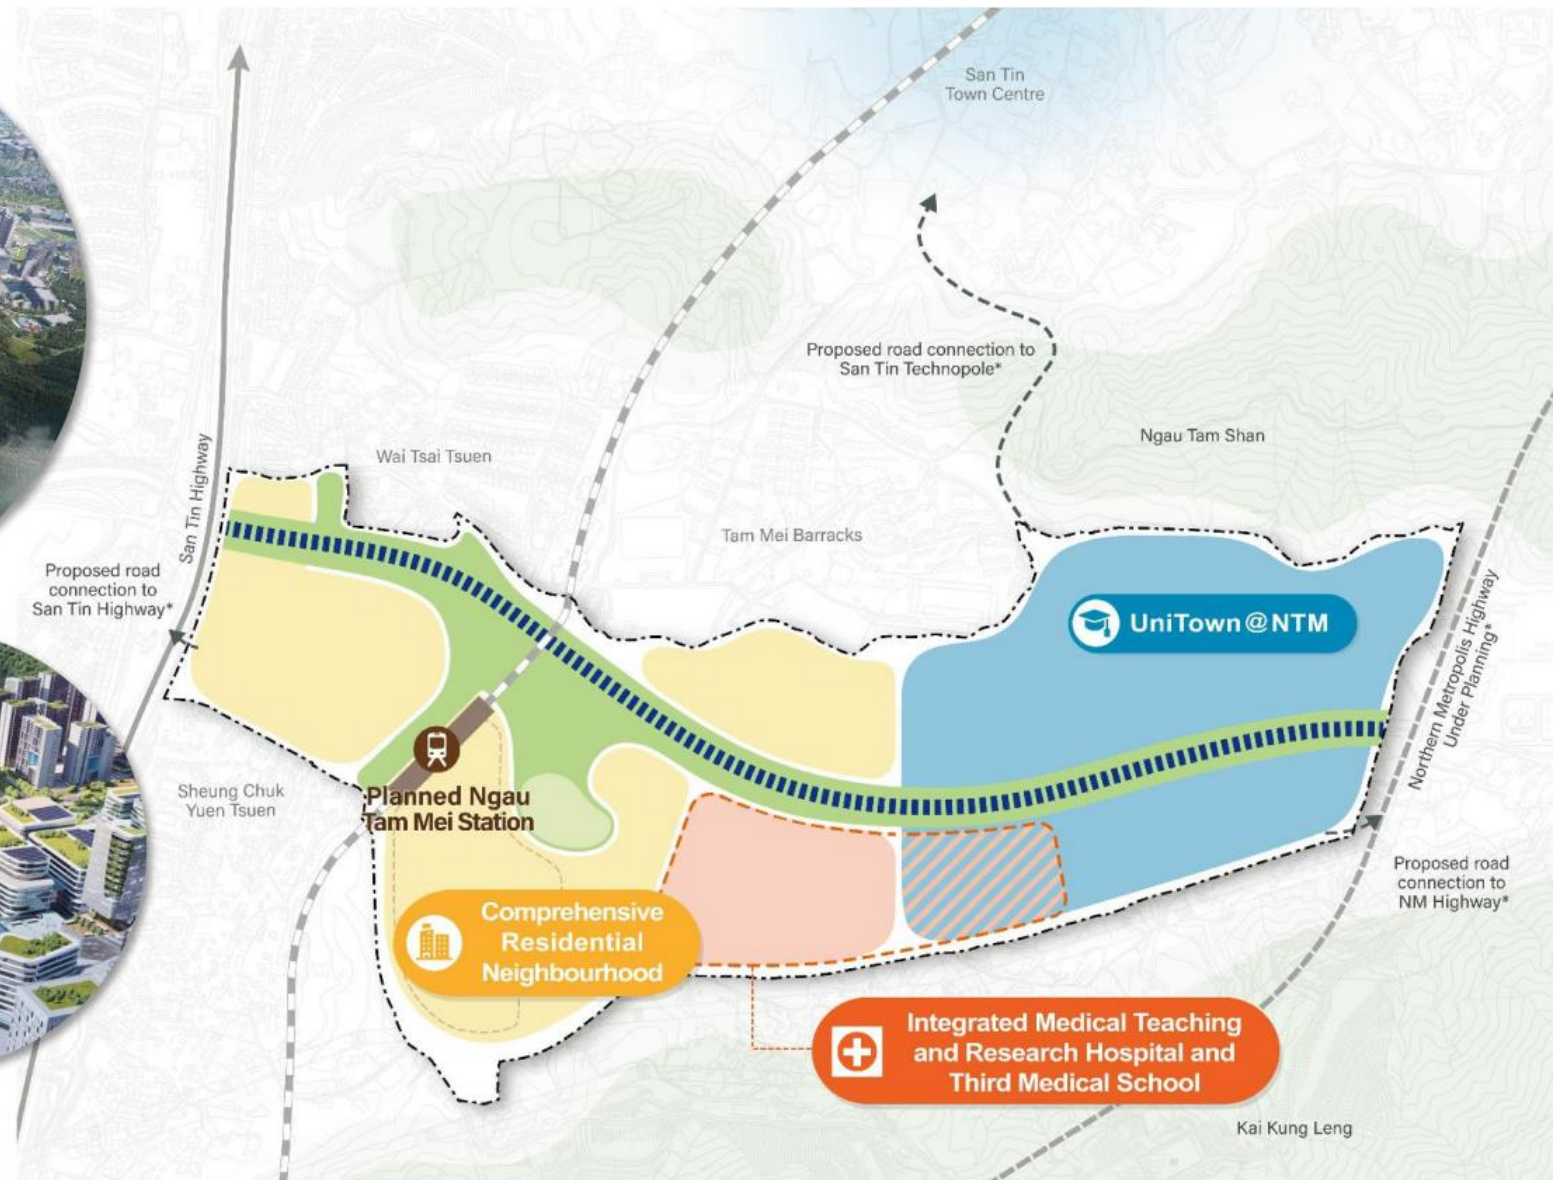 San Tin
Town Centre
Proposed road connection to
San Tin Technopole*
Ngau Tam Shan
Wai Tsai Tsuen
San Tin Highway
Tam Mei Barracks
Proposed road
connection to
San Tin Highway*
UniTown@NTM
Northern Metropolis Highway
Under Planning*
Sheung Chuk
Yuen Tsuen
Planned Ngau
Tam Mei Station
Proposed road
connection to
NM Highway*
Comprehensive
Residential
Neighbourhood
Integrated Medical Teaching
and Research Hospital and
Third Medical School
Kai Kung Leng